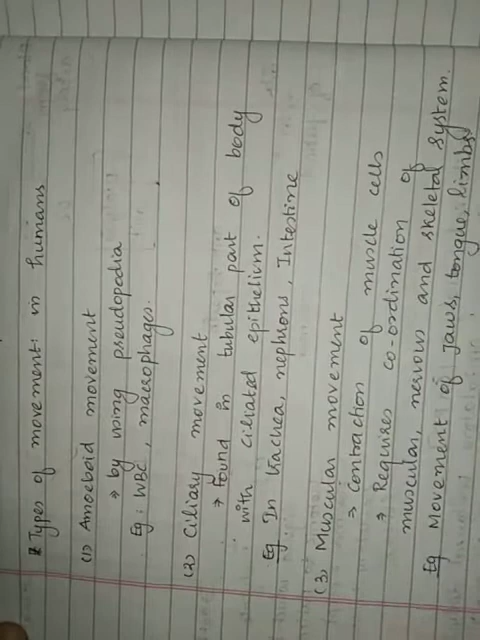 Types of movement: in humans
(1) Amoeboid movement
→ by using pseudopodia
Eg: WBC, macrophages.
(2) Ciliary movement
→ Found in tubular part of body
with ciliated epithelium.
Eg In trachea, nephrons, Intestine
(3) Muscular movement
→ Contraction of muscle cells
→ Requires co-ordination of
muscular, nervous and skeletal system.
Eg Movement of jaws, tongue, limbs